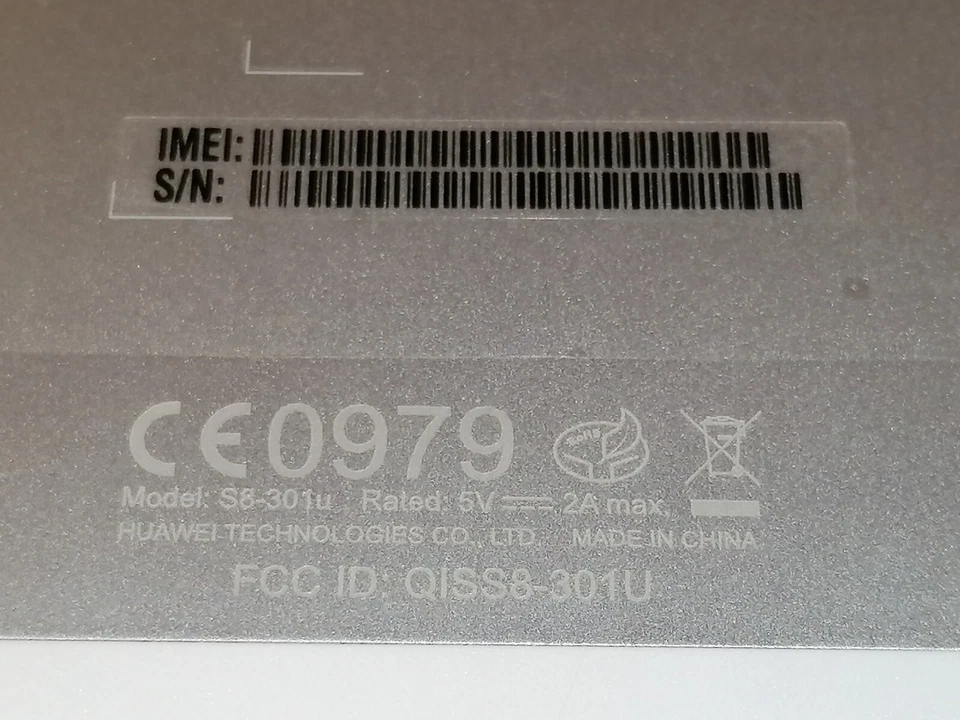 IMEI:
S/N:
CE0979 RoHS
Model: S8-301u Rated: 5V⎓2A max.
HUAWEI TECHNOLOGIES CO., LTD. MADE IN CHINA
FCC ID: QISS8-301U